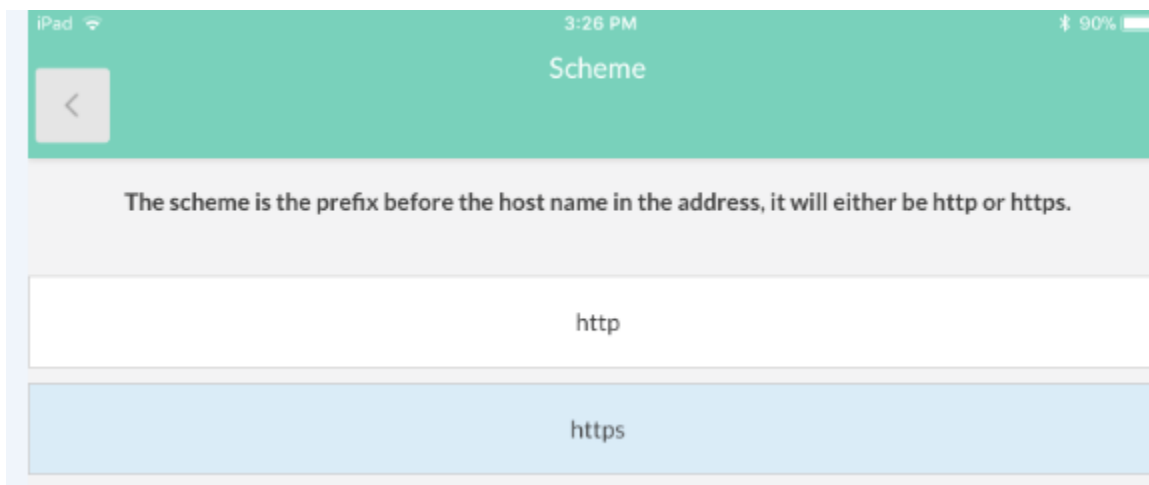 iPad 3:26 PM 90%
Scheme
The scheme is the prefix before the host name in the address, it will either be http or https.
http
https